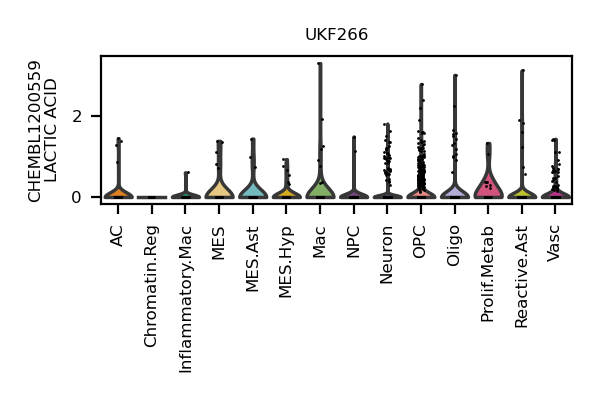 UKF266
CHEMBL1200559
LACTIC ACID
2
0
AC
Chromatin.Reg
Inflammatory.Mac
MES
MES.Ast
MES.Hyp
Mac
NPC
Neuron
OPC
Oligo
Prolif.Metab
Reactive.Ast
Vasc